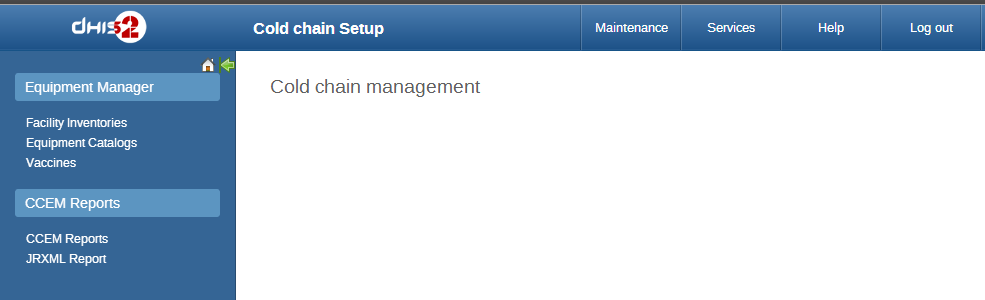 dhis2
Cold chain Setup
Maintenance
Services
Help
Log out
Equipment Manager
Facility Inventories
Equipment Catalogs
Vaccines
CCEM Reports
CCEM Reports
JRXML Report
Cold chain management